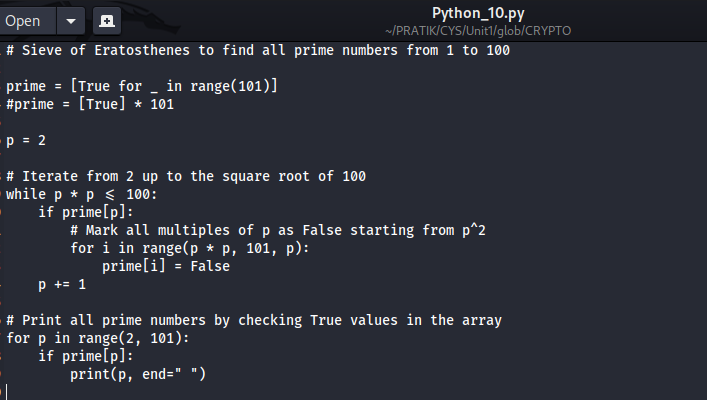 Open
Python_10.py
~/PRATIK/CYS/Unit1/glob/CRYPTO
# Sieve of Eratosthenes to find all prime numbers from 1 to 100
prime = [True for _ in range(101)]
#prime = [True] * 101
p = 2
# Iterate from 2 up to the square root of 100
while p * p <= 100:
    if prime[p]:
        # Mark all multiples of p as False starting from p^2
        for i in range(p * p, 101, p):
            prime[i] = False
    p += 1
# Print all prime numbers by checking True values in the array
for p in range(2, 101):
    if prime[p]:
        print(p, end=" ")